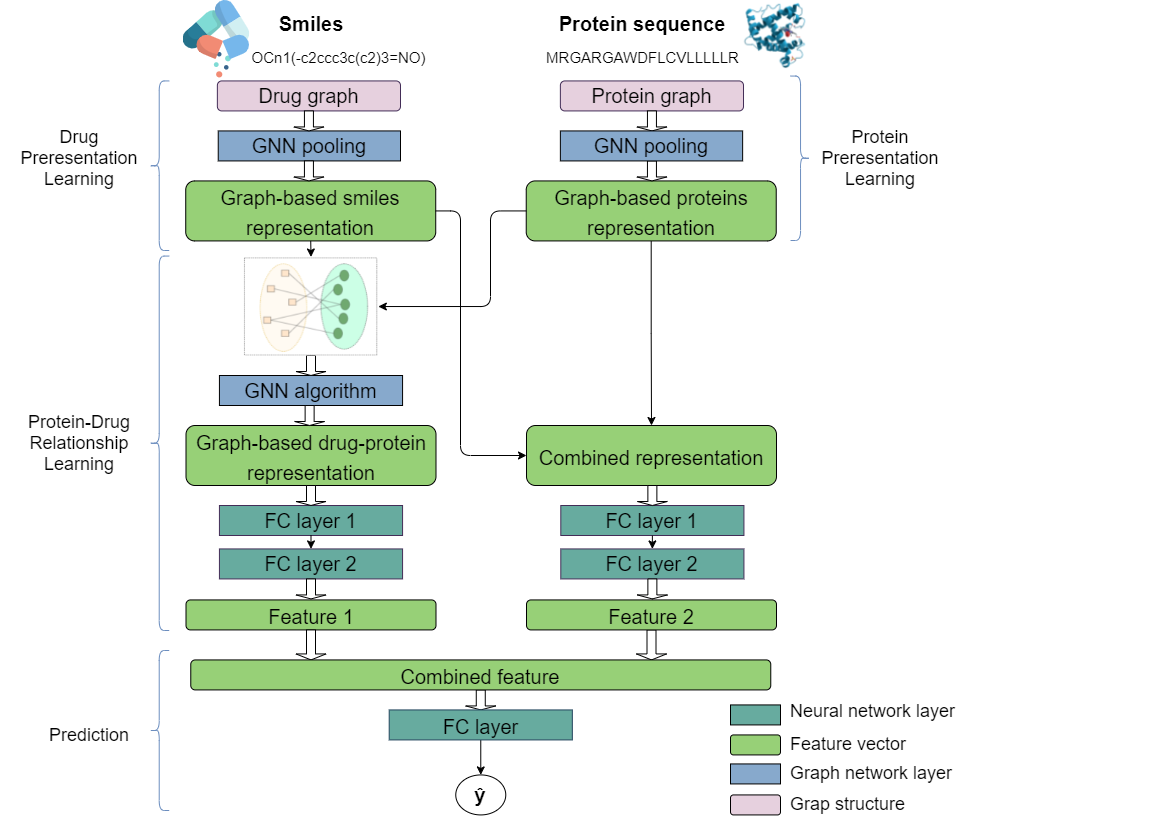 Smiles
Protein sequence
OCn1(-c2ccc3c(c2)3=NO)
MRGARGAWDFLCVLLLLLR
Drug graph
Protein graph
Drug
Preresentation
Learning
Protein
Preresentation
Learning
GNN pooling
GNN pooling
Graph-based smiles
representation
Graph-based proteins
representation
GNN algorithm
Protein-Drug
Relationship
Learning
Graph-based drug-protein
representation
Combined representation
FC layer 1
FC layer 1
FC layer 2
FC layer 2
Feature 1
Feature 2
Combined feature
FC layer
Prediction
ŷ
Neural network layer
Feature vector
Graph network layer
Grap structure